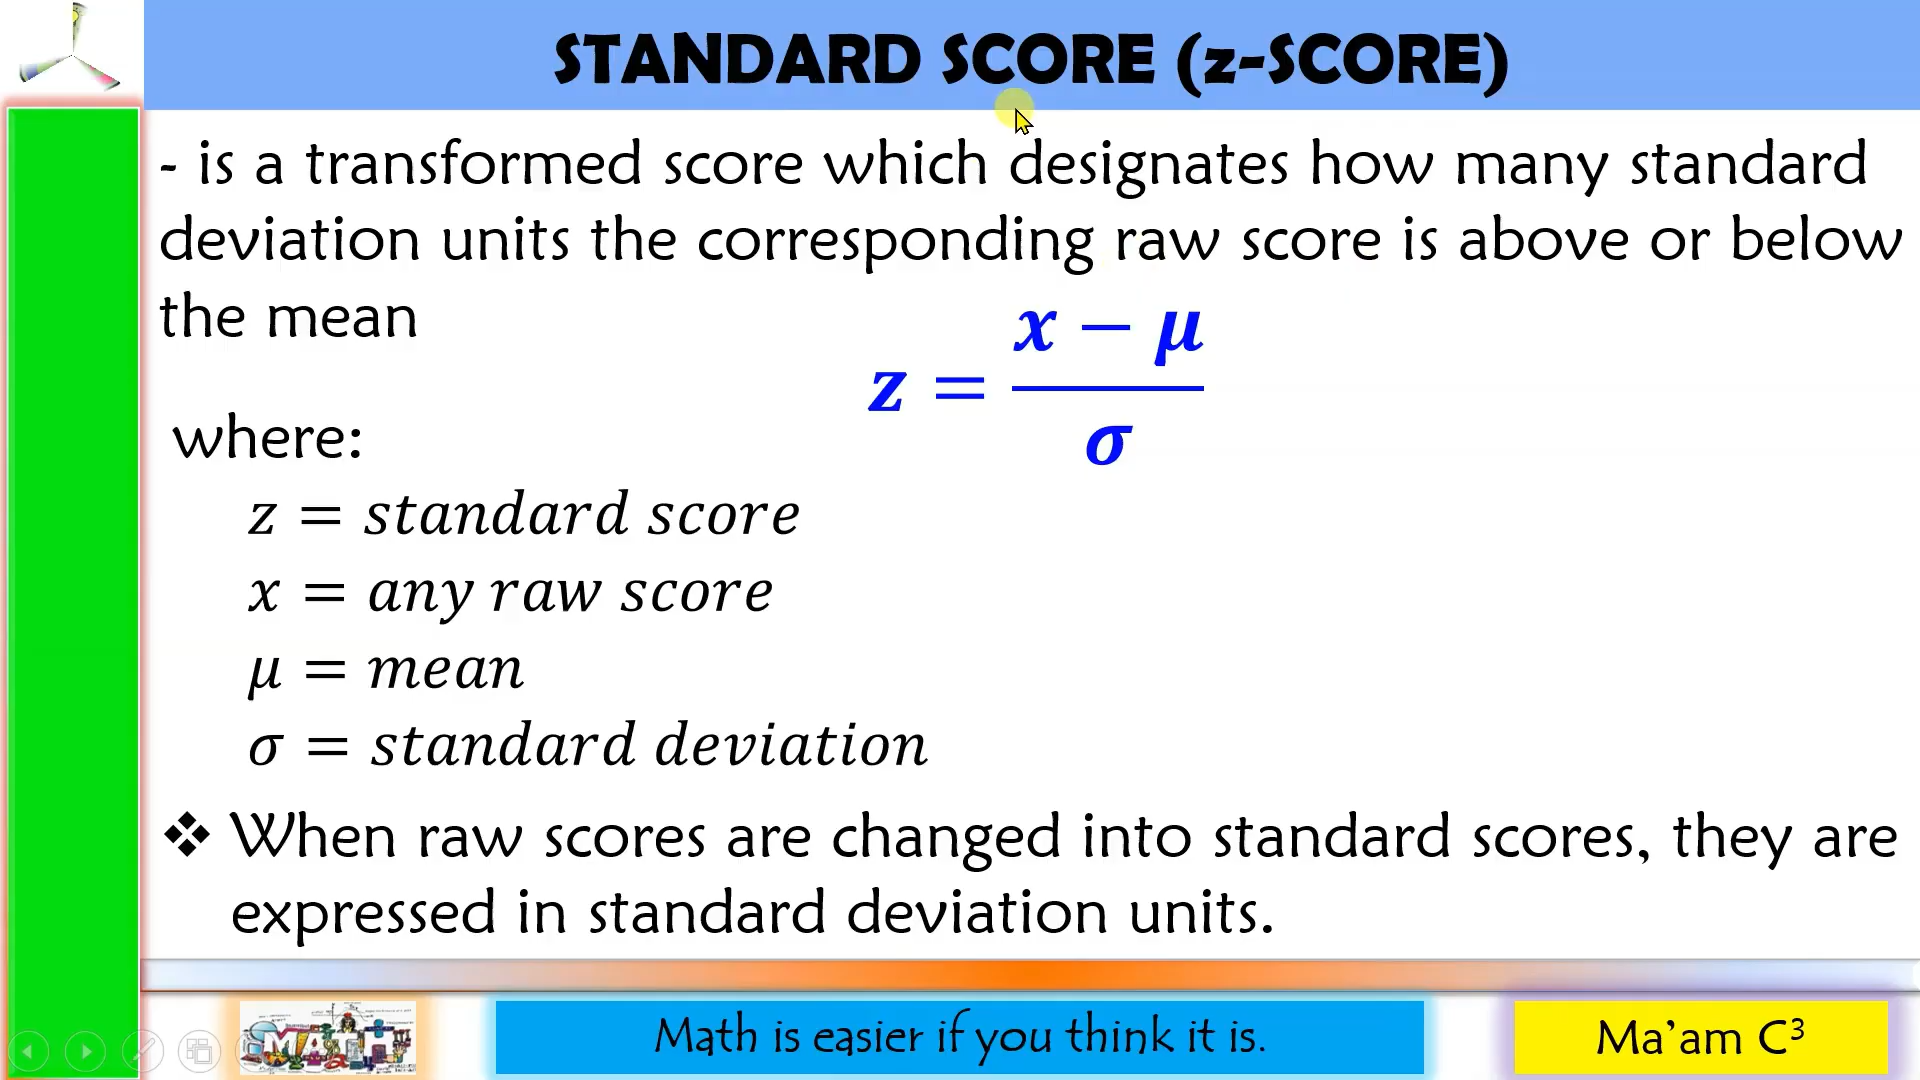 STANDARD SCORE (z-SCORE)
- is a transformed score which designates how many standard
deviation units the corresponding raw score is above or below
the mean
z = \frac{x - μ}{σ}
where:
z = standard score
x = any raw score
μ = mean
σ = standard deviation
❖ When raw scores are changed into standard scores, they are
expressed in standard deviation units.
MATH
Math is easier if you think it is.
Ma’am C³